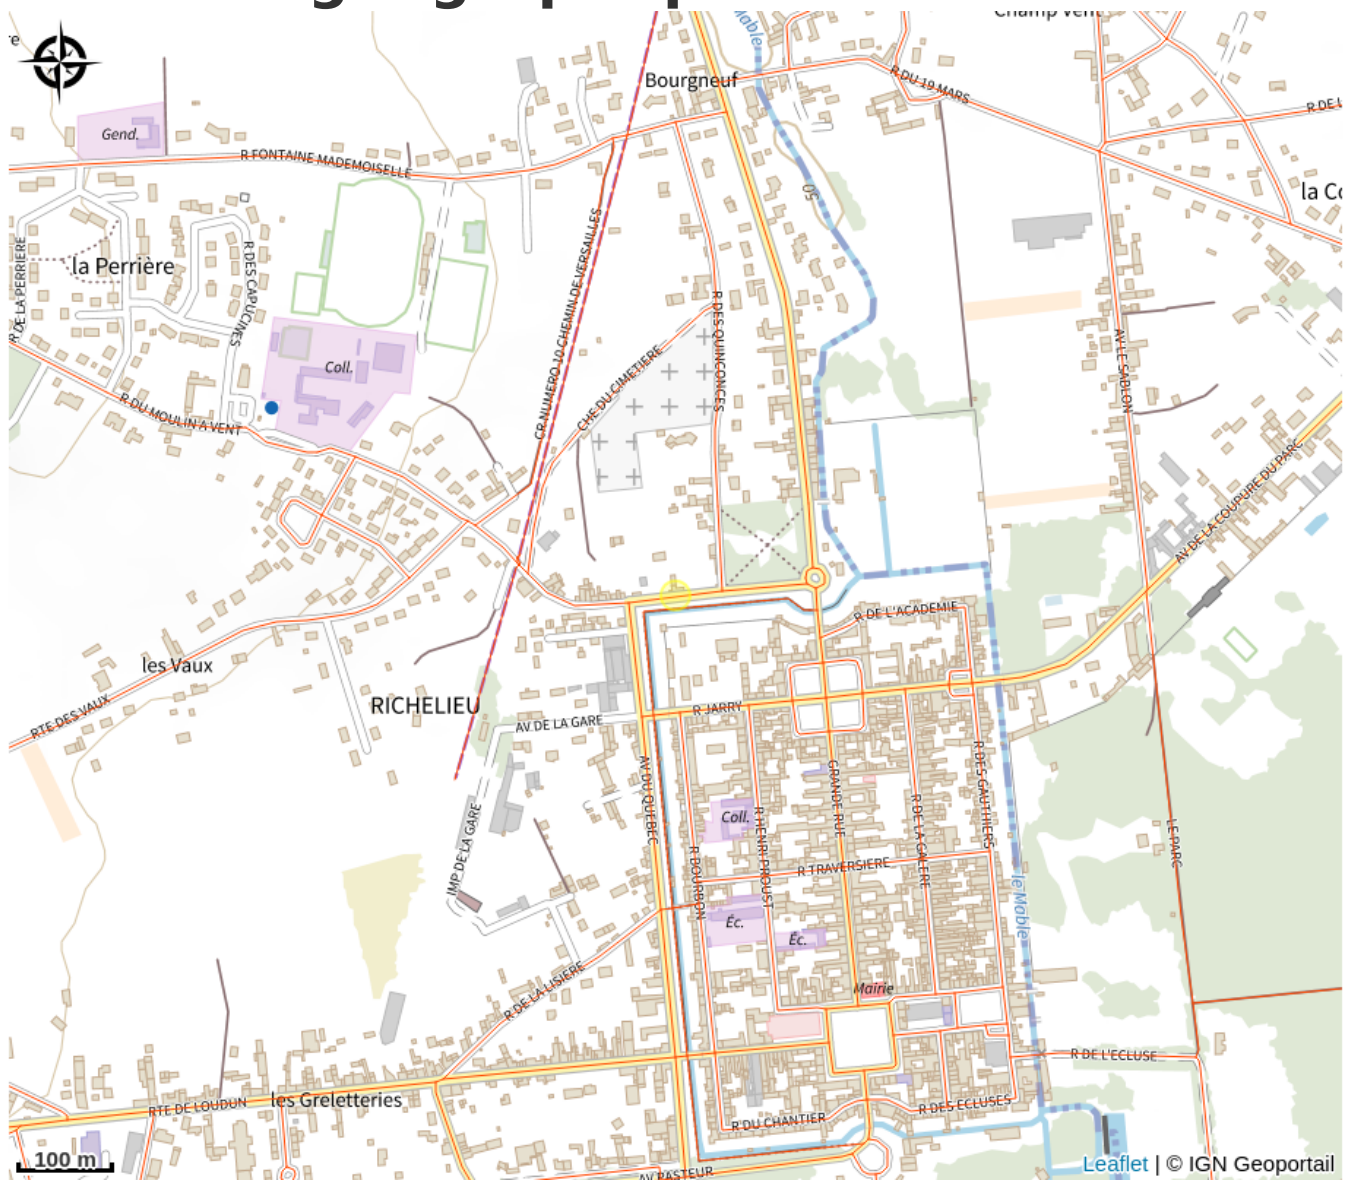 Mable
Champ Vent
Bourgneuf
R DU 19 MARS
R DE L
Gend.
R FONTAINE MADEMOISELLE
50
la Co
R DE LA PERRIERE
la Perrière
R DES CAPUCINES
CR NUMERO 10 CHEMIN DE VERSAILLES
R DES QUINCONCES
CHE DU CIMETIERE
AV LE SABLON
Coll.
R DU MOULIN A VENT
AV DE LA COUPURE DU PARC
R DE L'ACADEMIE
les Vaux
RTE DES VAUX
RICHELIEU
AV DE LA GARE
R JARRY
AV DU QUEBEC
GRANDE RUE
R DES GAUTHIERS
IMP DE LA GARE
Coll.
R HENRI PROUST
R DE LA GALERE
LE PARC
R BOURBON
R TRAVERSIERE
le Mable
Éc.
Éc.
R DE LA LISIERE
Mairie
R DE L'ECLUSE
les Greletteries
RTE DE LOUDUN
R DU CHANTIER
R DES ECLUSES
100 m
AV PASTEUR
Leaflet | © IGN Geoportail